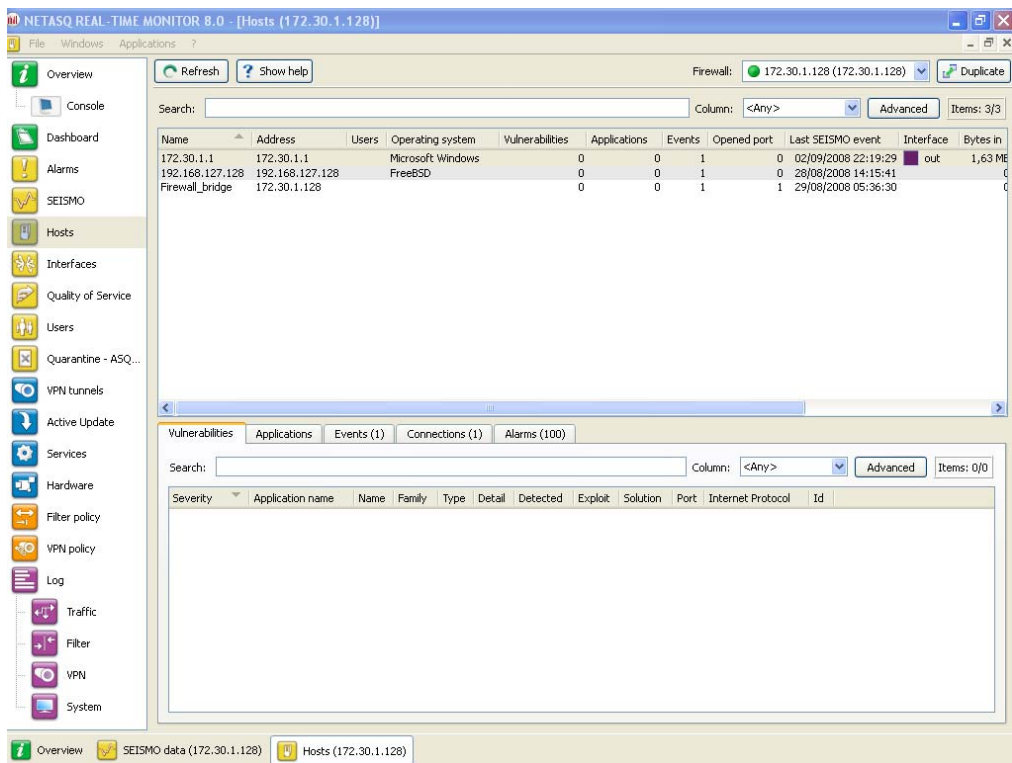 NETASQ REAL-TIME MONITOR 8.0 - [Hosts (172.30.1.128)]
File Windows Applications ?
Overview
Console
Dashboard
Alarms
SEISMO
Hosts
Interfaces
Quality of Service
Users
Quarantine - ASQ...
VPN tunnels
Active Update
Services
Hardware
Filter policy
VPN policy
Log
Traffic
Filter
VPN
System
Refresh ? Show help Firewall: 172.30.1.128 (172.30.1.128) Duplicate
Search: Column: <Any> Advanced Items: 3/3
Name Address Users Operating system Vulnerabilities Applications Events Opened port Last SEISMO event Interface Bytes in
172.30.1.1 172.30.1.1 Microsoft Windows 0 0 1 0 02/09/2008 22:19:29 out 1,63 ME
192.168.127.128 192.168.127.128 FreeBSD 0 0 1 0 28/08/2008 14:15:41 0
Firewall_bridge 172.30.1.128 0 0 1 1 29/08/2008 05:36:30 0
Vulnerabilities Applications Events (1) Connections (1) Alarms (100)
Search: Column: <Any> Advanced Items: 0/0
Severity Application name Name Family Type Detail Detected Exploit Solution Port Internet Protocol Id
Overview SEISMO data (172.30.1.128) Hosts (172.30.1.128)